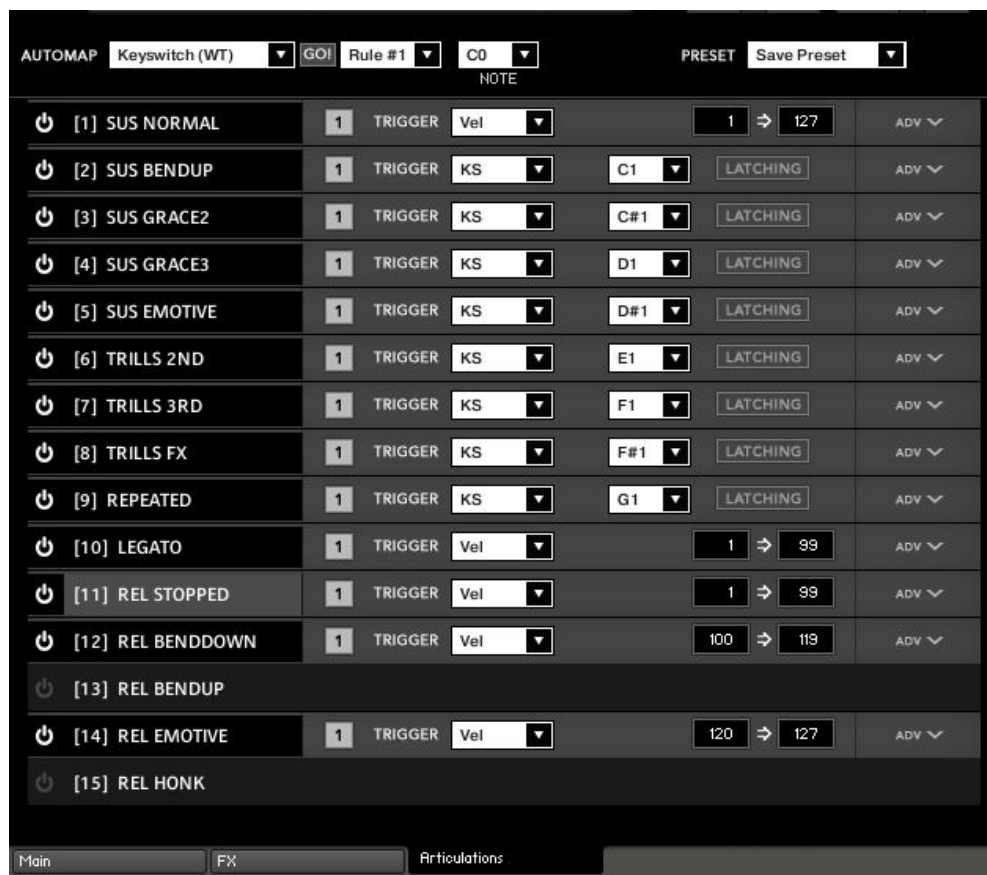 AUTOMAP Keyswitch (WT) GO! Rule #1 C0 PRESET Save Preset
NOTE
[1] SUS NORMAL 1 TRIGGER Vel 1 ⇒ 127 ADV
[2] SUS BENDUP 1 TRIGGER KS C1 LATCHING ADV
[3] SUS GRACE2 1 TRIGGER KS C#1 LATCHING ADV
[4] SUS GRACE3 1 TRIGGER KS D1 LATCHING ADV
[5] SUS EMOTIVE 1 TRIGGER KS D#1 LATCHING ADV
[6] TRILLS 2ND 1 TRIGGER KS E1 LATCHING ADV
[7] TRILLS 3RD 1 TRIGGER KS F1 LATCHING ADV
[8] TRILLS FX 1 TRIGGER KS F#1 LATCHING ADV
[9] REPEATED 1 TRIGGER KS G1 LATCHING ADV
[10] LEGATO 1 TRIGGER Vel 1 ⇒ 99 ADV
[11] REL STOPPED 1 TRIGGER Vel 1 ⇒ 99 ADV
[12] REL BENDDOWN 1 TRIGGER Vel 100 ⇒ 119 ADV
[13] REL BENDUP
[14] REL EMOTIVE 1 TRIGGER Vel 120 ⇒ 127 ADV
[15] REL HONK
Main FX Articulations